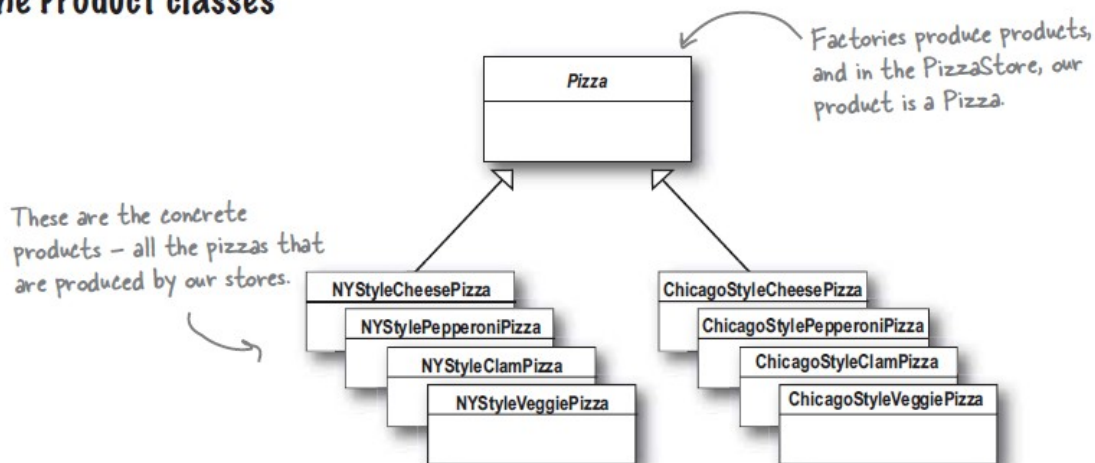 Product classes
Pizza
Factories produce products,
and in the PizzaStore, our
product is a Pizza.
These are the concrete
products – all the pizzas that
are produced by our stores.
NYStyleCheesePizza
NYStylePepperoniPizza
NYStyleClamPizza
NYStyleVeggiePizza
ChicagoStyleCheesePizza
ChicagoStylePepperoniPizza
ChicagoStyleClamPizza
ChicagoStyleVeggiePizza